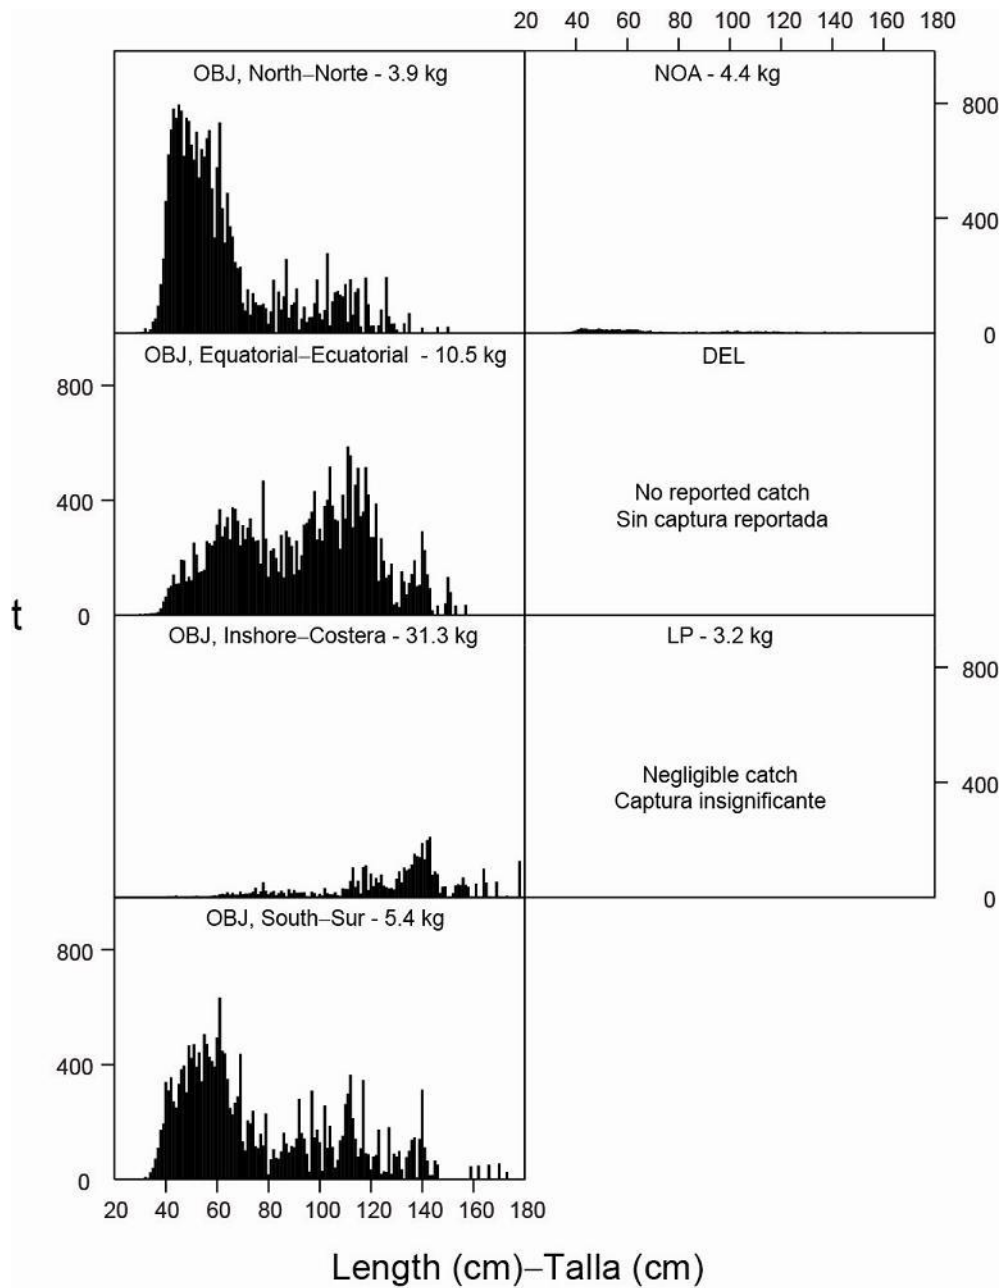 20 40 60 80 100 120 140 160 180
OBJ, North–Norte - 3.9 kg
NOA - 4.4 kg
800
400
0
OBJ, Equatorial–Ecuatorial - 10.5 kg
DEL
800
400
0
No reported catch
Sin captura reportada
t
OBJ, Inshore–Costera - 31.3 kg
LP - 3.2 kg
800
400
0
Negligible catch
Captura insignificante
OBJ, South–Sur - 5.4 kg
800
400
0
20 40 60 80 100 120 140 160 180
Length (cm)–Talla (cm)